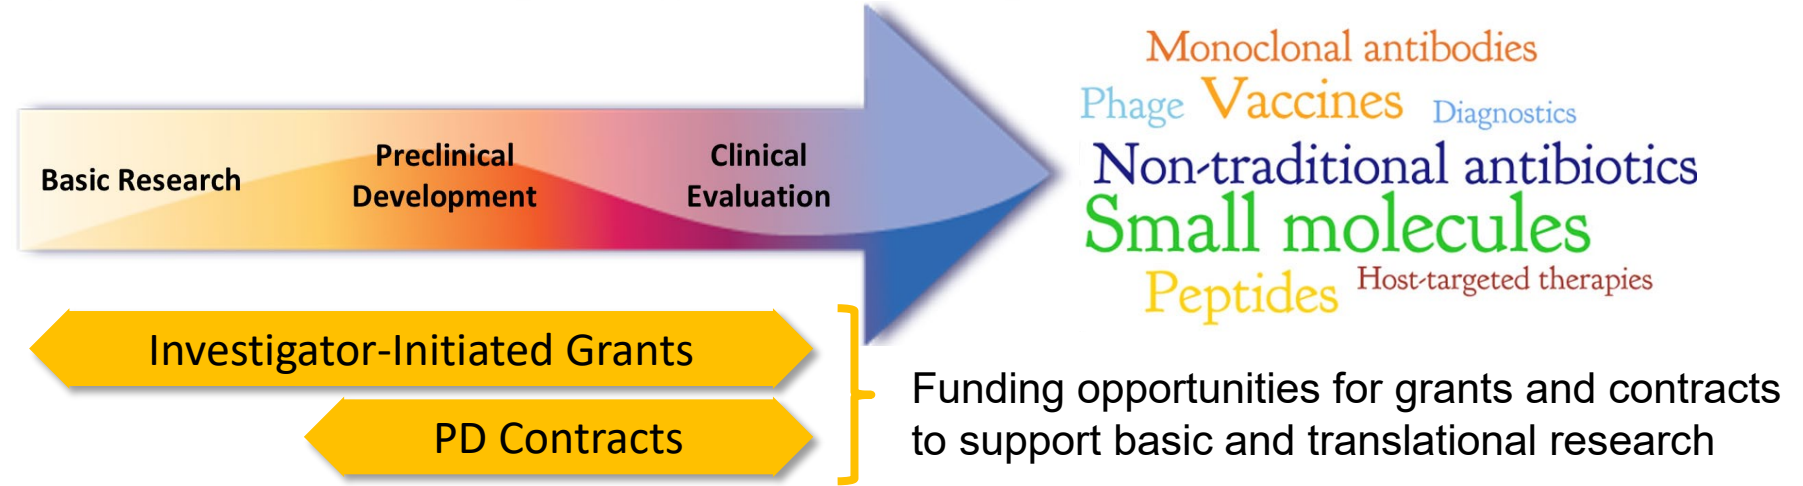 Basic Research
Preclinical
Development
Clinical
Evaluation
Monoclonal antibodies
Phage Vaccines Diagnostics
Non-traditional antibiotics
Small molecules
Peptides Host-targeted therapies
Investigator-Initiated Grants
PD Contracts
Funding opportunities for grants and contracts
to support basic and translational research